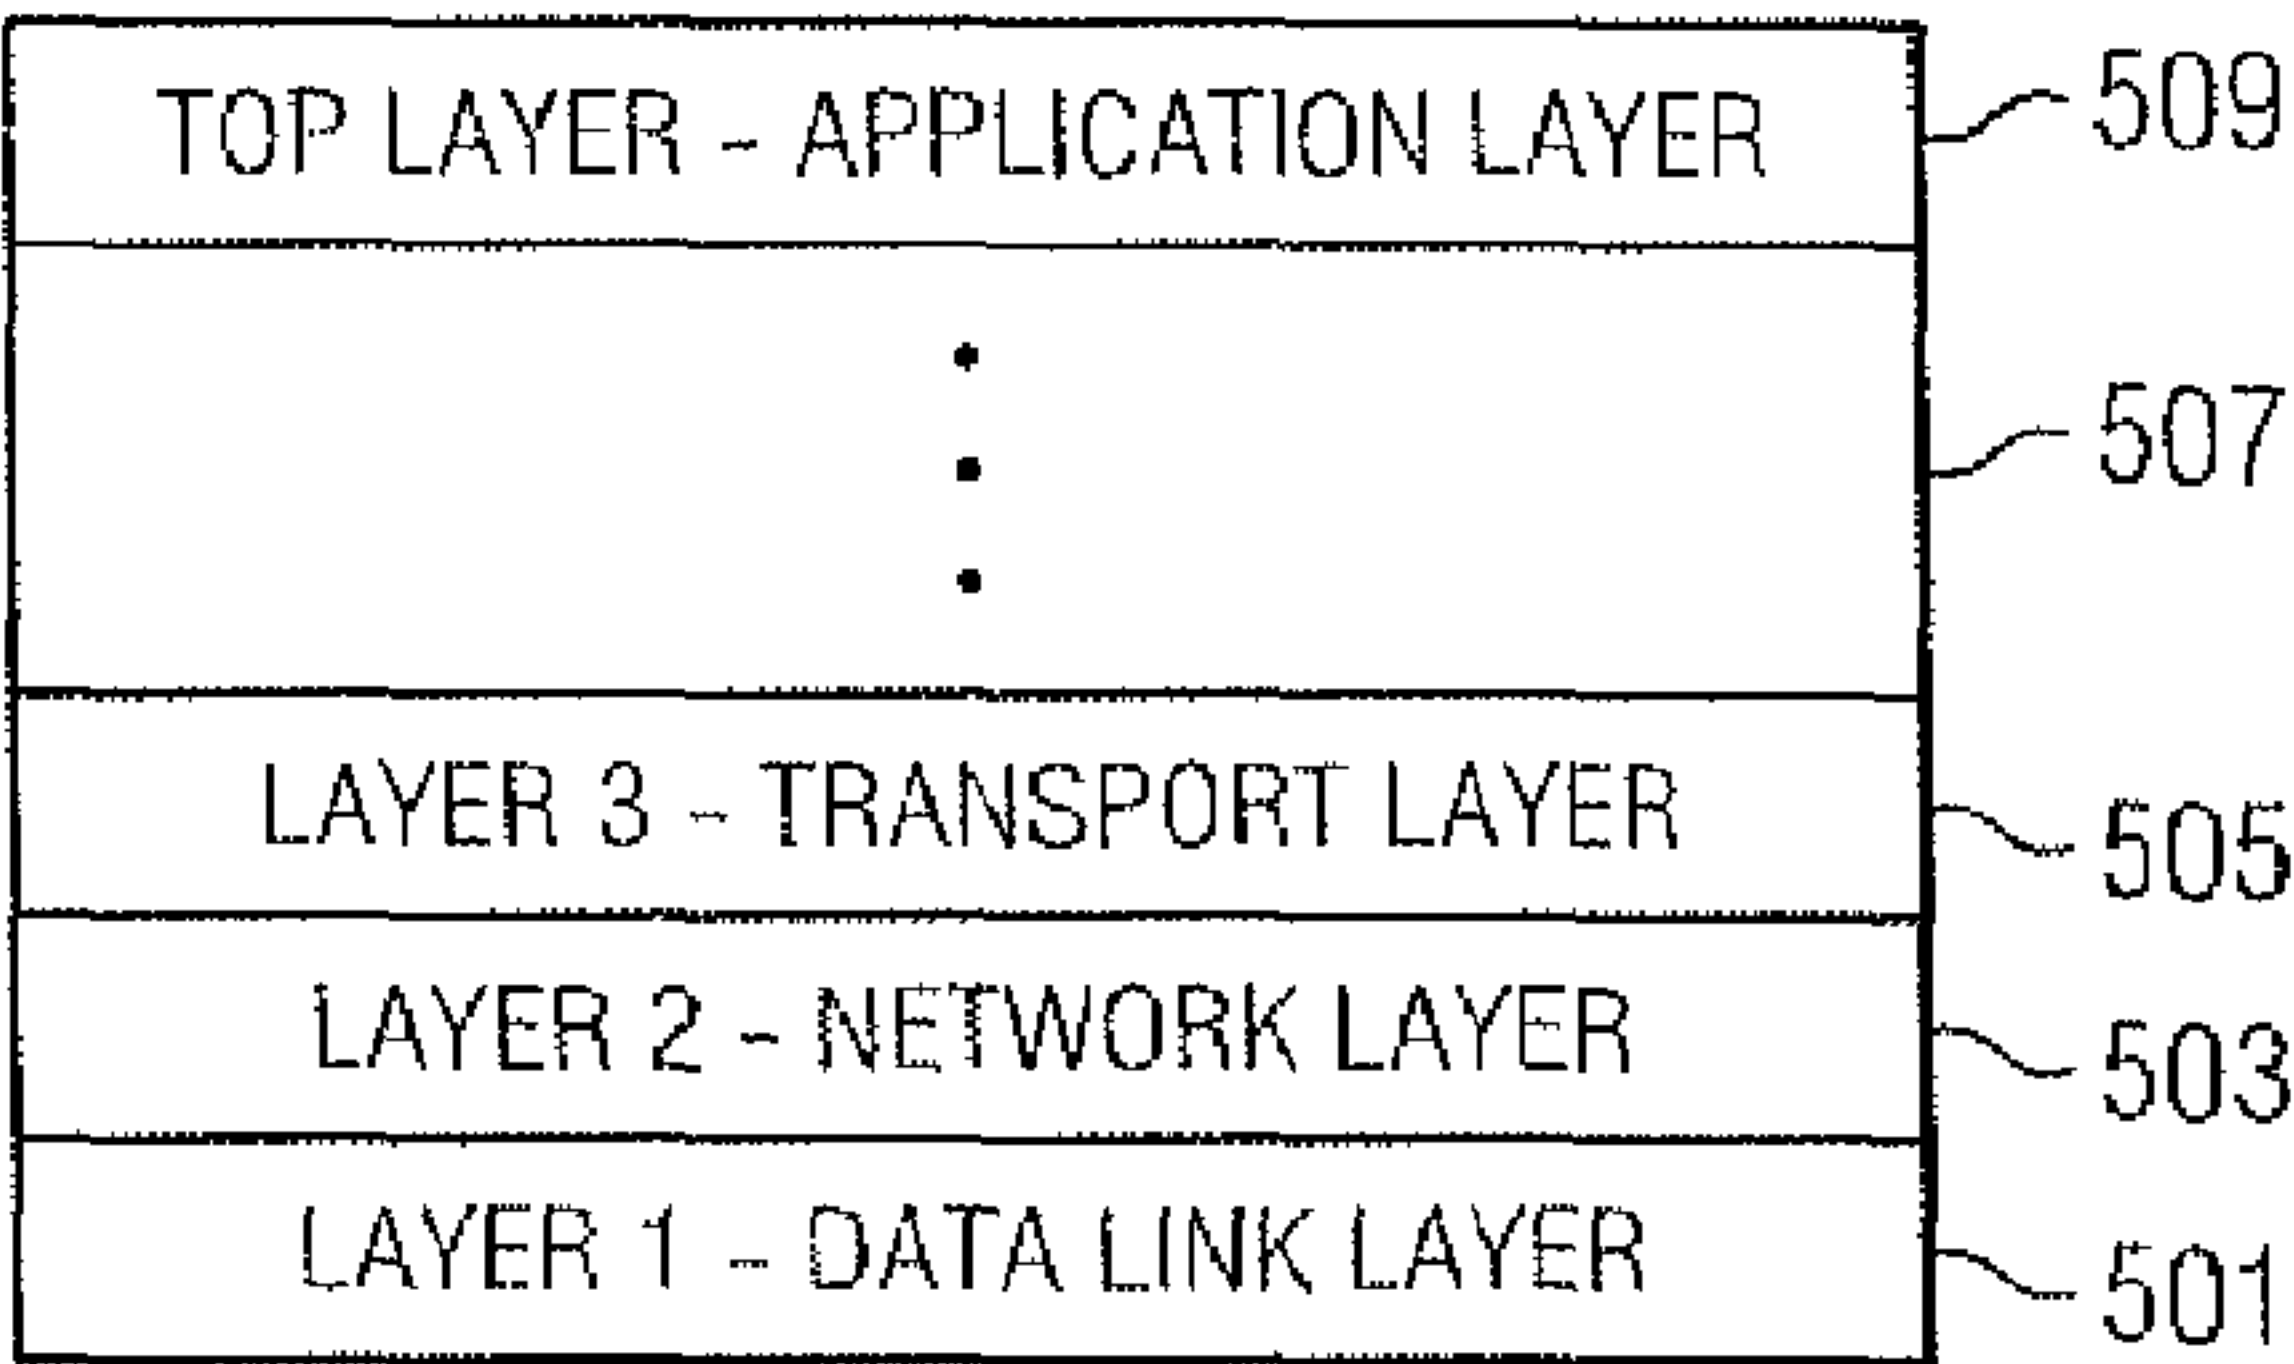 TOP LAYER - APPLICATION LAYER 509
507
LAYER 3 - TRANSPORT LAYER 505
LAYER 2 - NETWORK LAYER 503
LAYER 1 - DATA LINK LAYER 501